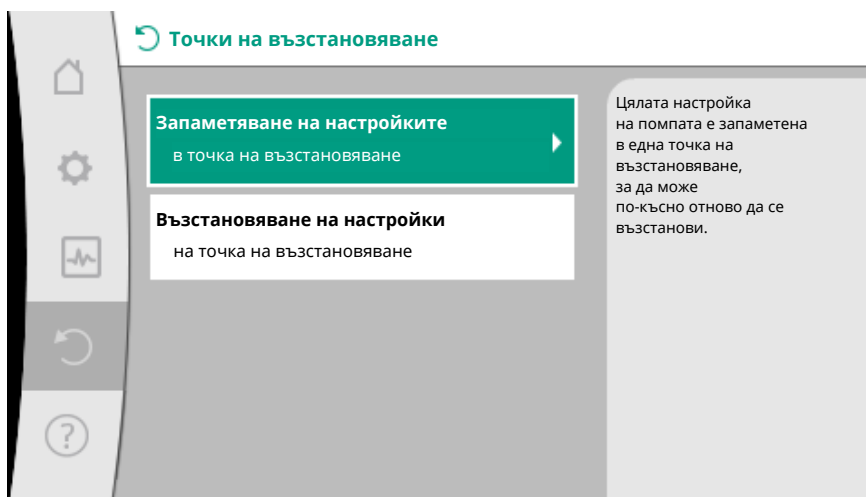 Точки на възстановяване
Запаметяване на настройките
в точка на възстановяване
Възстановяване на настройки
на точка на възстановяване
Цялата настройка
на помпата е запаметена
в една точка на
възстановяване,
за да може
по-късно отново да се
възстанови.
?